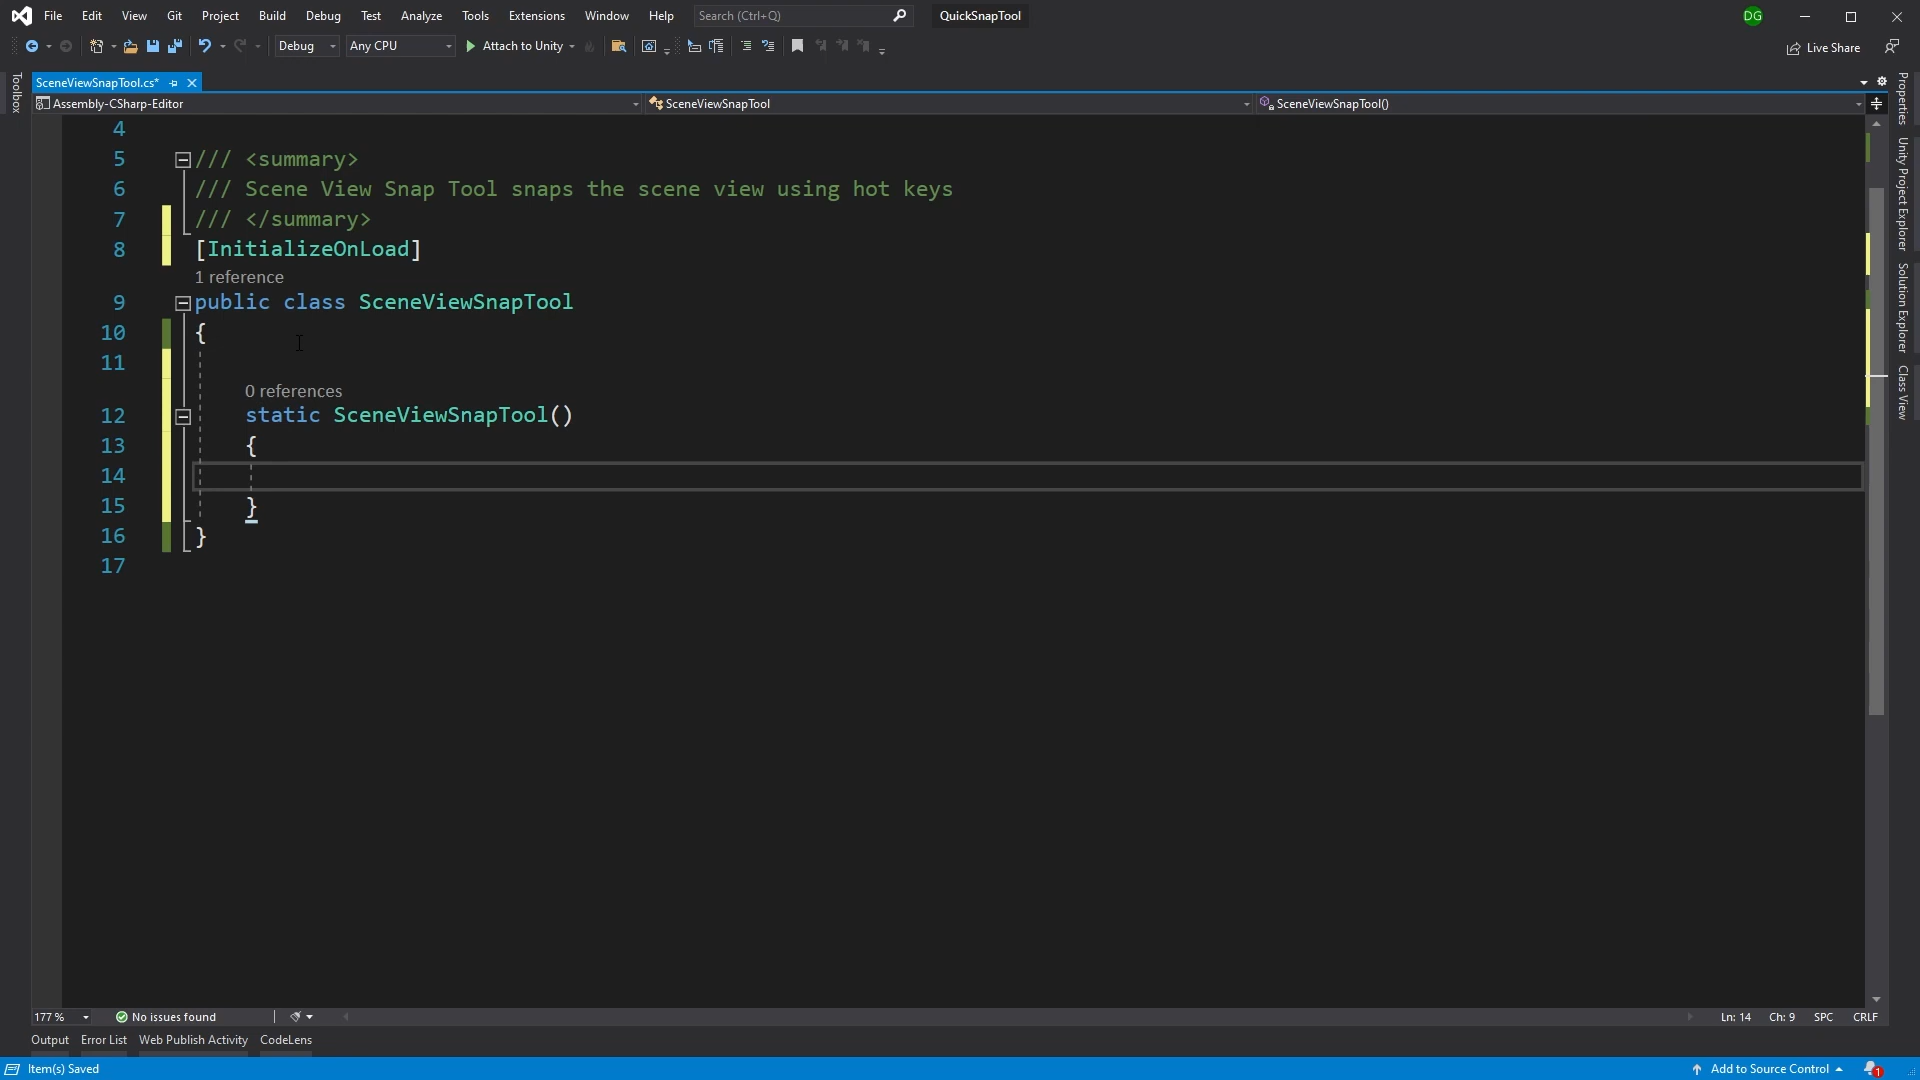 File Edit View Git Project Build Debug Test Analyze Tools Extensions Window Help Search (Ctrl+Q) QuickSnapTool DG
Debug Any CPU Attach to Unity Live Share
Toolbox
SceneViewSnapTool.cs*
Assembly-CSharp-Editor SceneViewSnapTool SceneViewSnapTool()
4
5 /// <summary>
6 /// Scene View Snap Tool snaps the scene view using hot keys
7 /// </summary>
8 [InitializeOnLoad]
1 reference
9 public class SceneViewSnapTool
10 {
11
0 references
12 static SceneViewSnapTool()
13 {
14
15 }
16 }
17
Properties
Unity Project Explorer
Solution Explorer
Class View
177 % No issues found Ln: 14 Ch: 9 SPC CRLF
Output Error List Web Publish Activity CodeLens
Item(s) Saved Add to Source Control 1